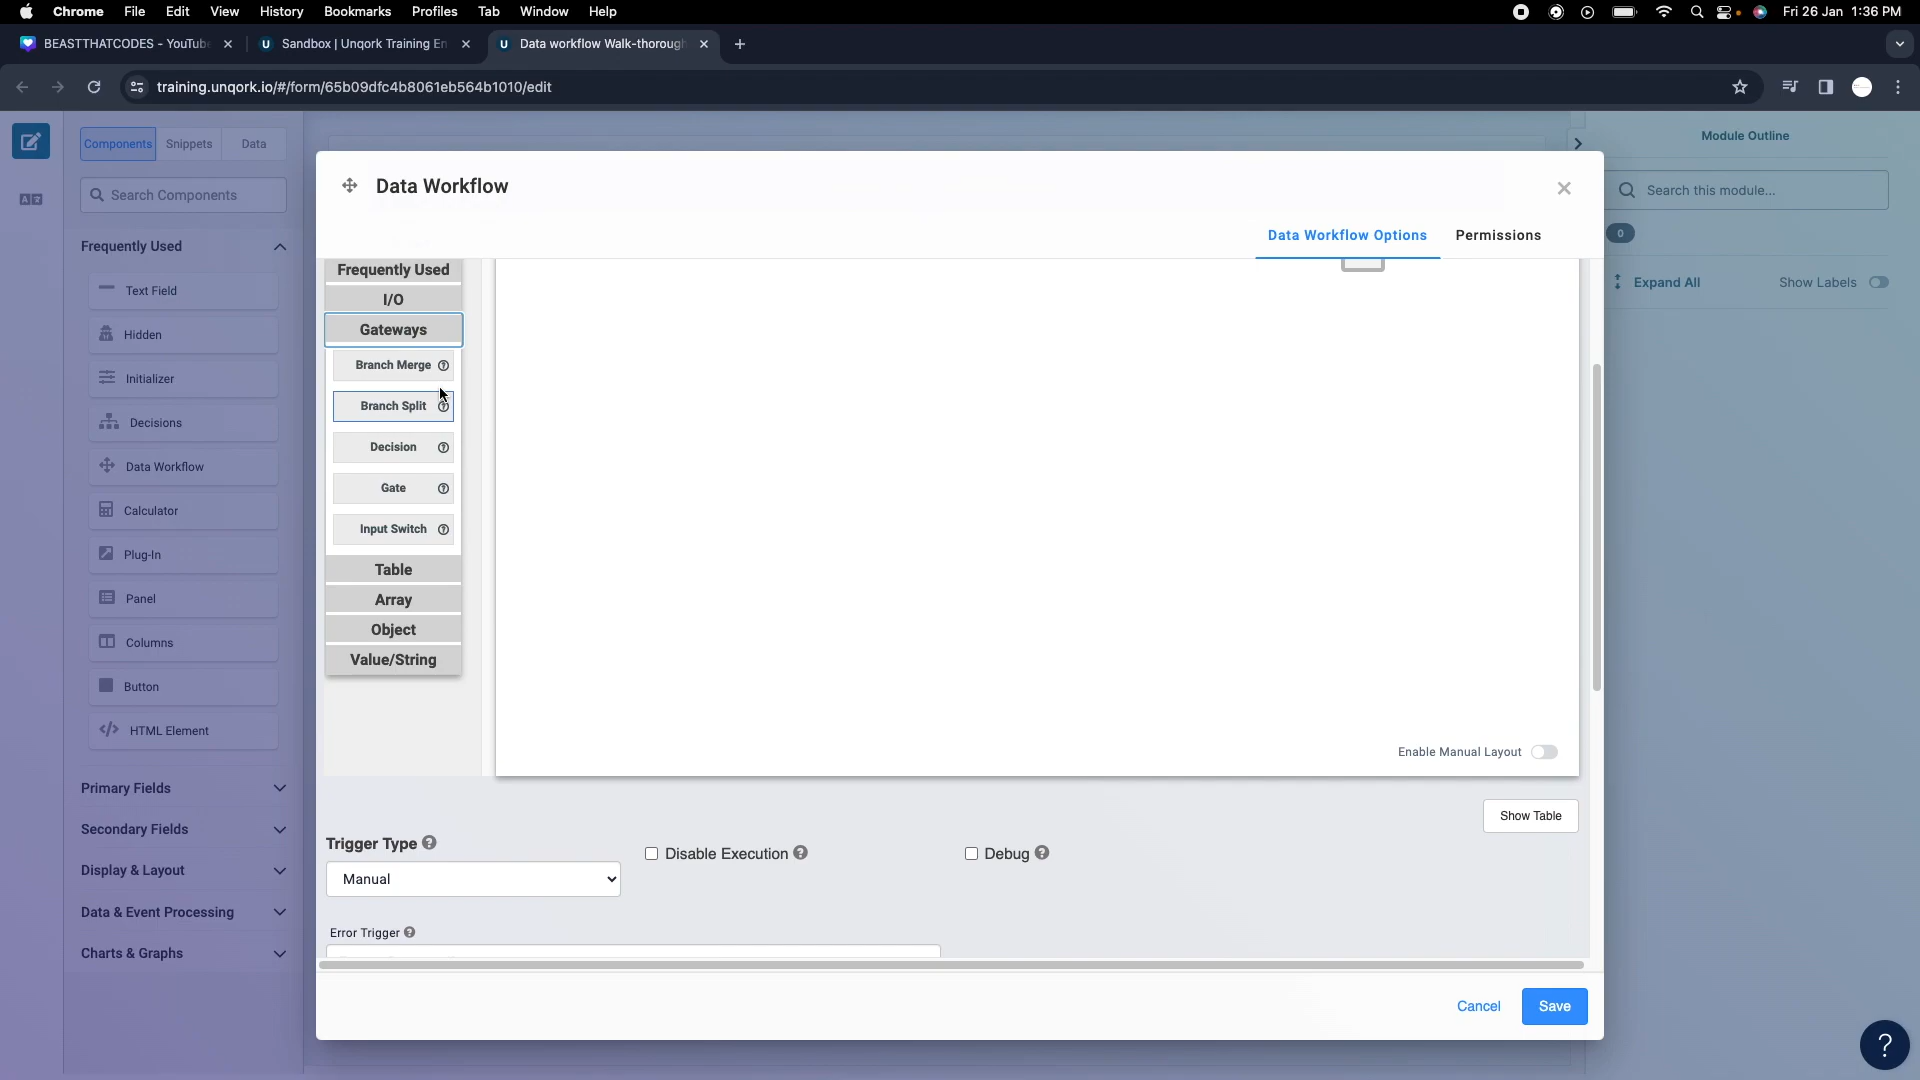 Chrome File Edit View History Bookmarks Profiles Tab Window Help
Fri 26 Jan 1:36 PM
BEASTTHATCODES - YouTube
Sandbox | Unqork Training En
Data workflow Walk-thorough
training.unqork.io/#/form/65b09dfc4b8061eb564b1010/edit
Components Snippets Data
Search Components
Frequently Used
Text Field
Hidden
Initializer
Decisions
Data Workflow
Calculator
Plug-In
Panel
Columns
Button
HTML Element
Primary Fields
Secondary Fields
Display & Layout
Data & Event Processing
Charts & Graphs
Data Workflow
Data Workflow Options Permissions
Frequently Used
I/O
Gateways
Branch Merge
Branch Split
Decision
Gate
Input Switch
Table
Array
Object
Value/String
Enable Manual Layout
Show Table
Trigger Type
Manual
Disable Execution
Debug
Error Trigger
Cancel Save
Module Outline
Search this module...
0
Expand All Show Labels